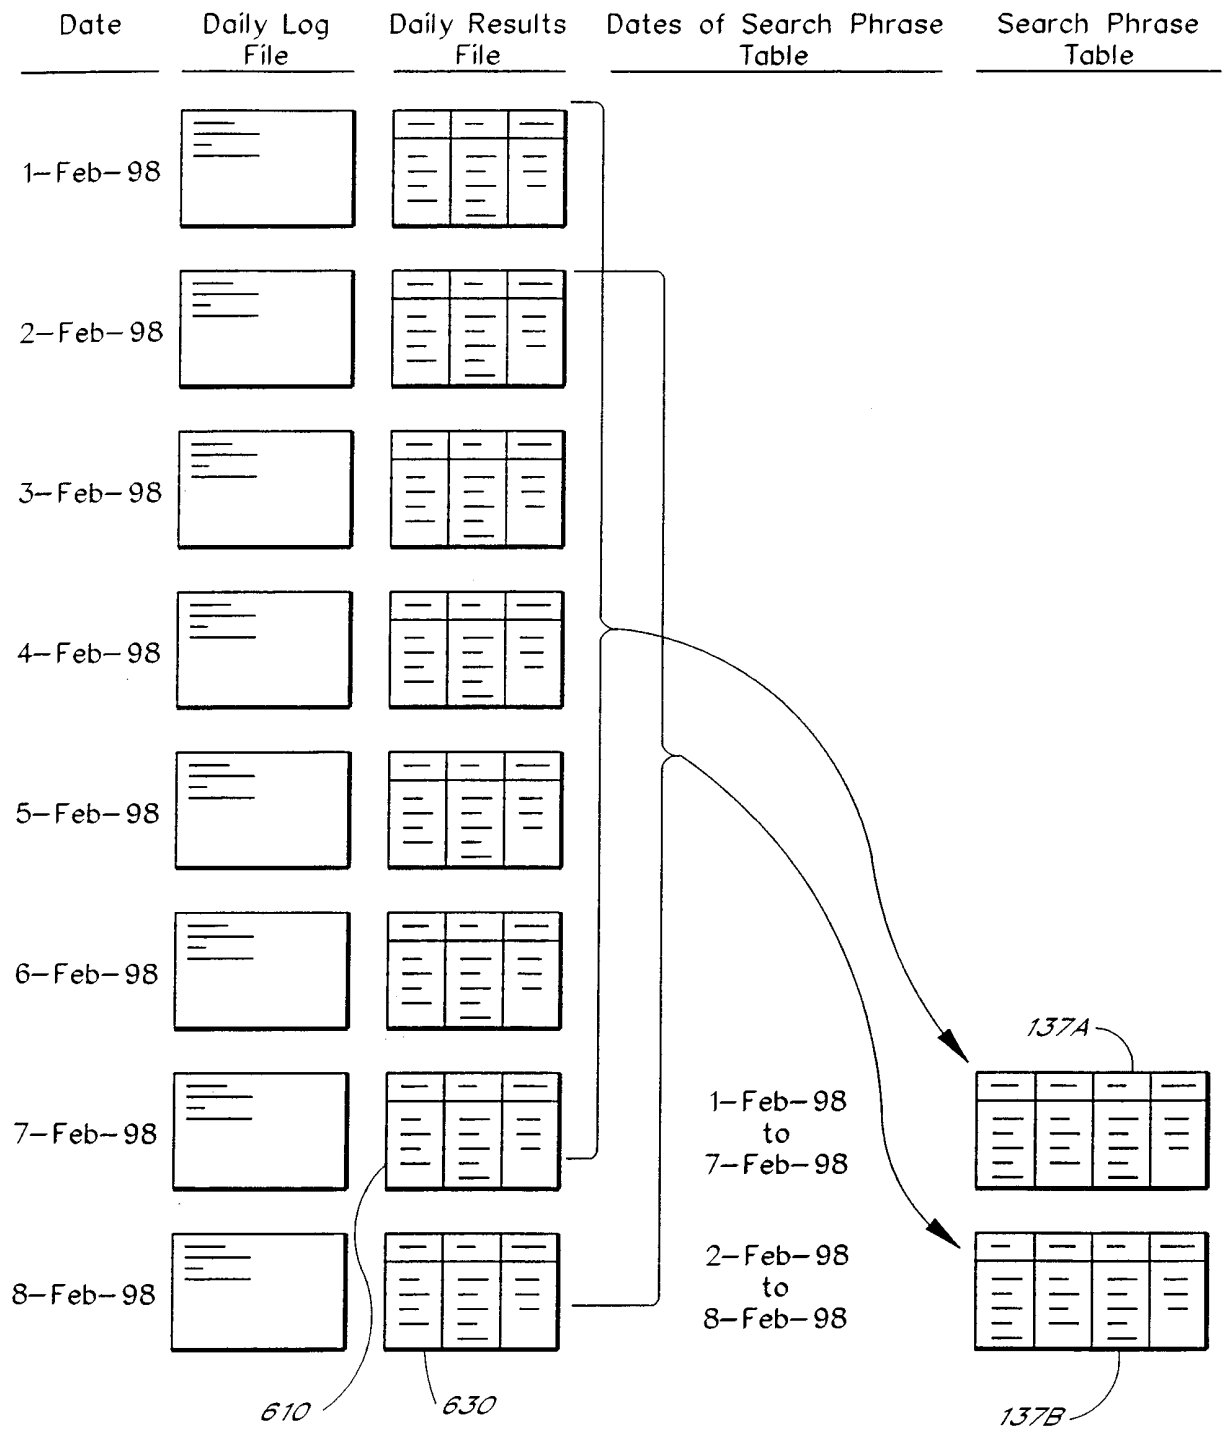 Date
Daily Log
File
Daily Results
File
Dates of Search Phrase
Table
Search Phrase
Table
1-Feb-98
2-Feb-98
3-Feb-98
4-Feb-98
5-Feb-98
6-Feb-98
137A
7-Feb-98
1-Feb-98
to
7-Feb-98
8-Feb-98
2-Feb-98
to
8-Feb-98
610
630
137B